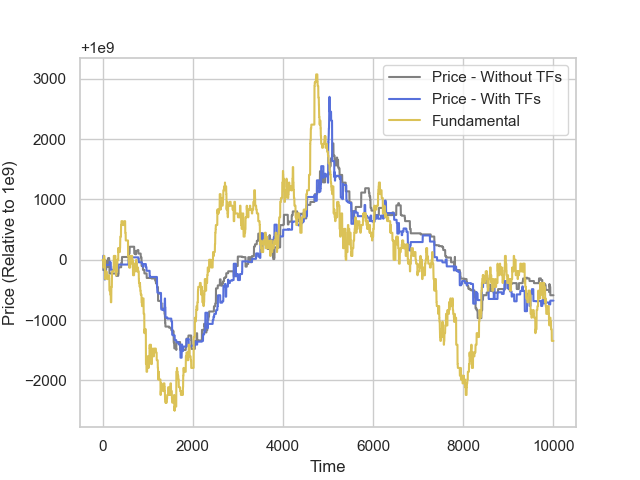 +1e9
Price - Without TFs
Price - With TFs
Fundamental
3000
2000
1000
0
−1000
−2000
Price (Relative to 1e9)
0
2000
4000
6000
8000
10000
Time